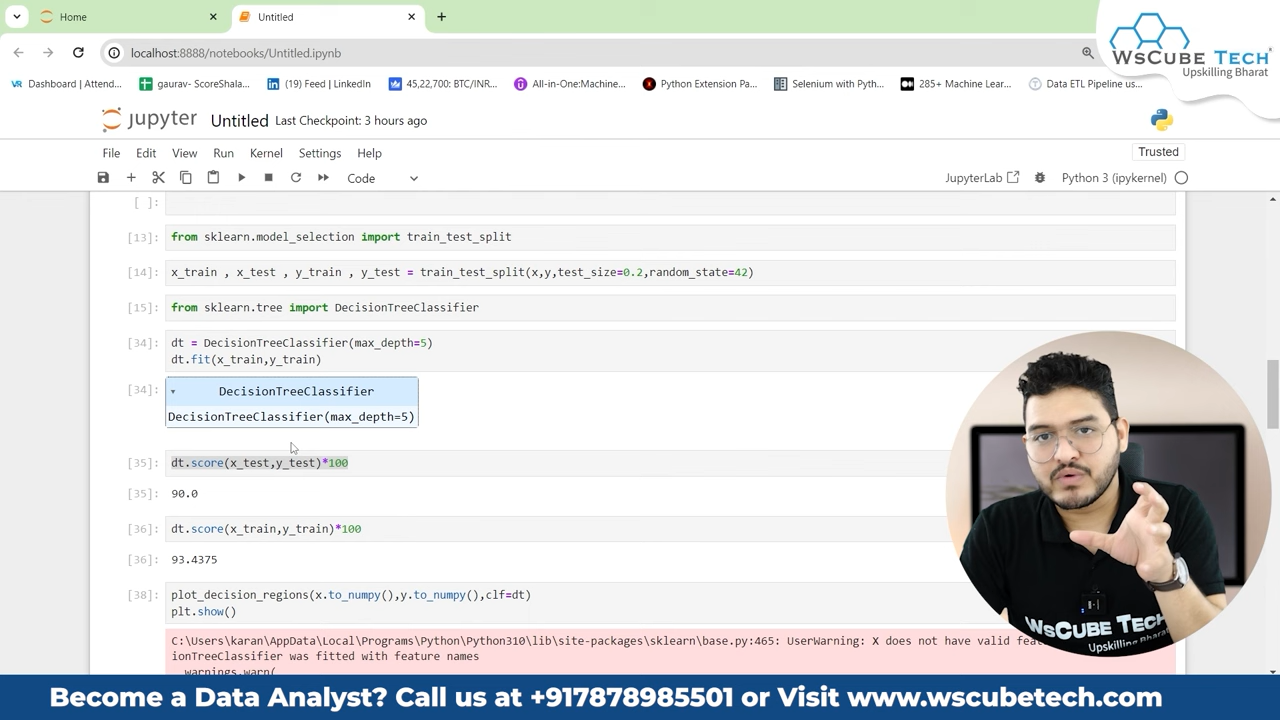 Home
Untitled
localhost:8888/notebooks/Untitled.ipynb
Dashboard | Attend...
gaurav- ScoreShala...
(19) Feed | LinkedIn
45,22,700: BTC/INR...
All-in-One:Machine...
Python Extension Pa...
Selenium with Pyth...
285+ Machine Lear...
Data ETL Pipeline us...
WsCube Tech
Upskilling Bharat
jupyter Untitled Last Checkpoint: 3 hours ago
File Edit View Run Kernel Settings Help
Trusted
Code
JupyterLab
Python 3 (ipykernel)
[ ]:
[13]: from sklearn.model_selection import train_test_split
[14]: x_train , x_test , y_train , y_test = train_test_split(x,y,test_size=0.2,random_state=42)
[15]: from sklearn.tree import DecisionTreeClassifier
[34]: dt = DecisionTreeClassifier(max_depth=5)
dt.fit(x_train,y_train)
[34]: DecisionTreeClassifier
DecisionTreeClassifier(max_depth=5)
[35]: dt.score(x_test,y_test)*100
[35]: 90.0
[36]: dt.score(x_train,y_train)*100
[36]: 93.4375
[38]: plot_decision_regions(x.to_numpy(),y.to_numpy(),clf=dt)
plt.show()
C:\Users\karan\AppData\Local\Programs\Python\Python310\lib\site-packages\sklearn\base.py:465: UserWarning: X does not have valid
ionTreeClassifier was fitted with feature names
warnings.warn(
WsCube Tech
Upskilling
Become a Data Analyst? Call us at +917878985501 or Visit www.wscubetech.com